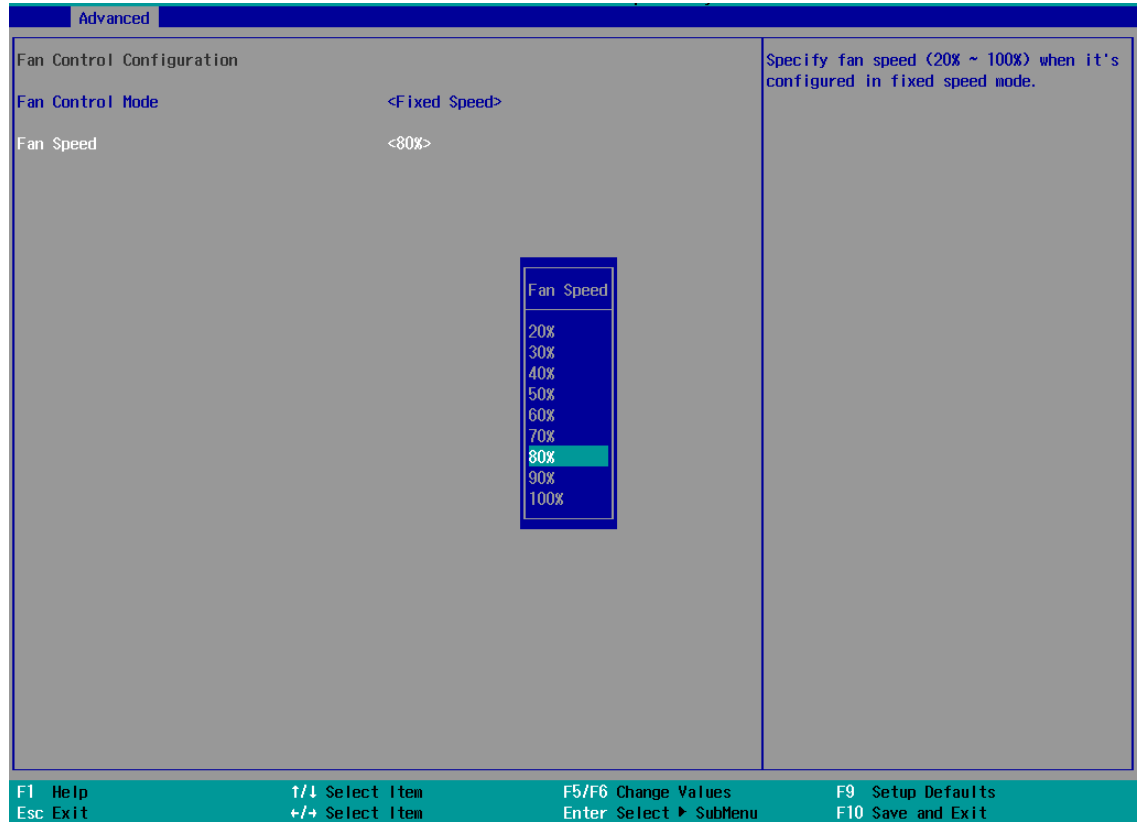 Advanced
Fan Control Configuration
Fan Control Mode <Fixed Speed>
Fan Speed <80%>
Specify fan speed (20% ~ 100%) when it's
configured in fixed speed mode.
Fan Speed
20%
30%
40%
50%
60%
70%
80%
90%
100%
F1 Help ↑/↓ Select Item F5/F6 Change Values F9 Setup Defaults
Esc Exit ←/→ Select Item Enter Select ▶ SubMenu F10 Save and Exit